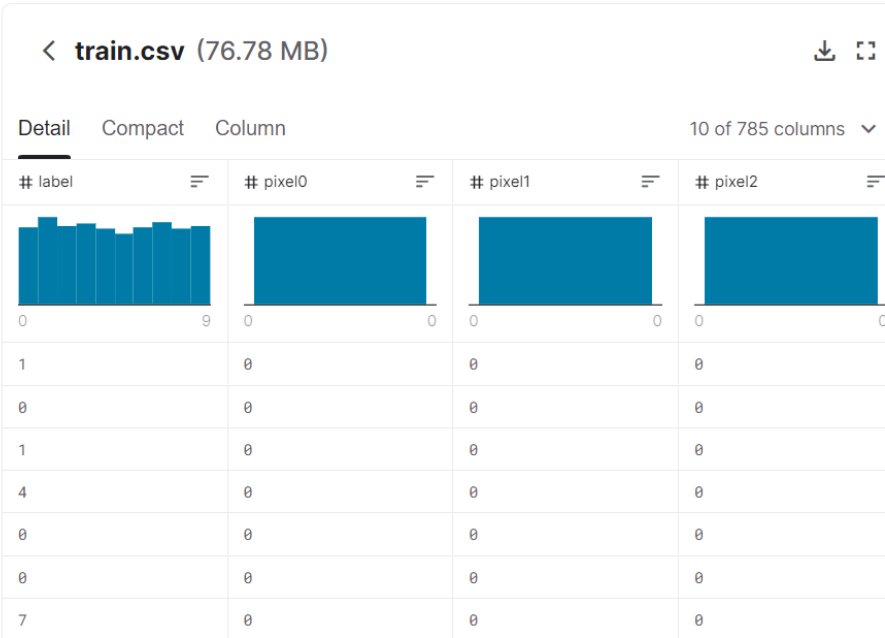 train.csv (76.78 MB)
Detail Compact Column 10 of 785 columns
# label # pixel0 # pixel1 # pixel2
0 9 0 0 0 0 0 0
1 0 0 0
0 0 0 0
1 0 0 0
4 0 0 0
0 0 0 0
0 0 0 0
7 0 0 0